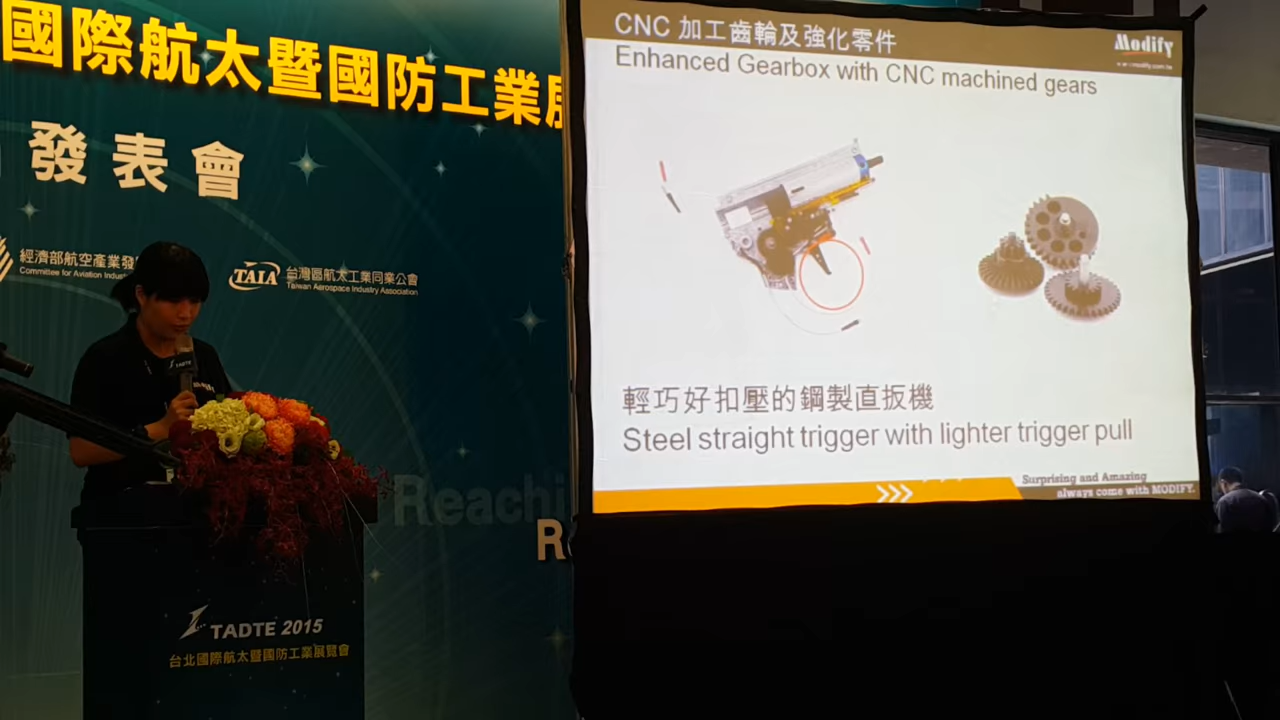 國際航太暨國防工業展
發表會
經濟部航空產業發
Committee for Aviation Indus
TAIA 台灣區航太工業同業公會
Taiwan Aerospace Industry Association
TADTE
Reachi
R
TADTE 2015
台北國際航太暨國防工業展覽會
CNC 加工齒輪及強化零件
Modify
Enhanced Gearbox with CNC machined gears
輕巧好扣壓的鋼製直扳機
Steel straight trigger with lighter trigger pull
Surprising and Amazing
always come with MODIFY.